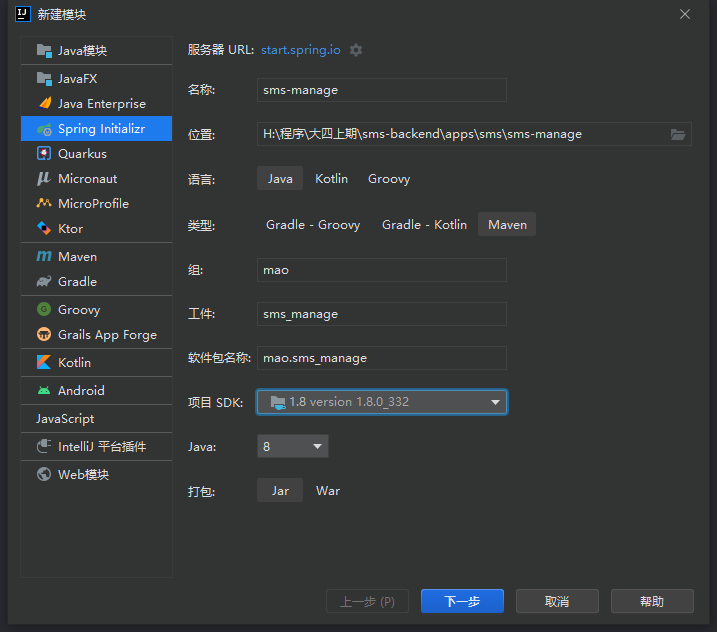 新建模块
Java模块
JavaFX
Java Enterprise
Spring Initializr
Quarkus
Micronaut
MicroProfile
Ktor
Maven
Gradle
Groovy
Grails App Forge
Kotlin
Android
JavaScript
IntelliJ 平台插件
Web模块
服务器 URL: start.spring.io
名称: sms-manage
位置: H:\程序\大四上期\sms-backend\apps\sms\sms-manage
语言: Java Kotlin Groovy
类型: Gradle - Groovy Gradle - Kotlin Maven
组: mao
工件: sms_manage
软件包名称: mao.sms_manage
项目 SDK: 1.8 version 1.8.0_332
Java: 8
打包: Jar War
上一步 (P) 下一步 取消 帮助